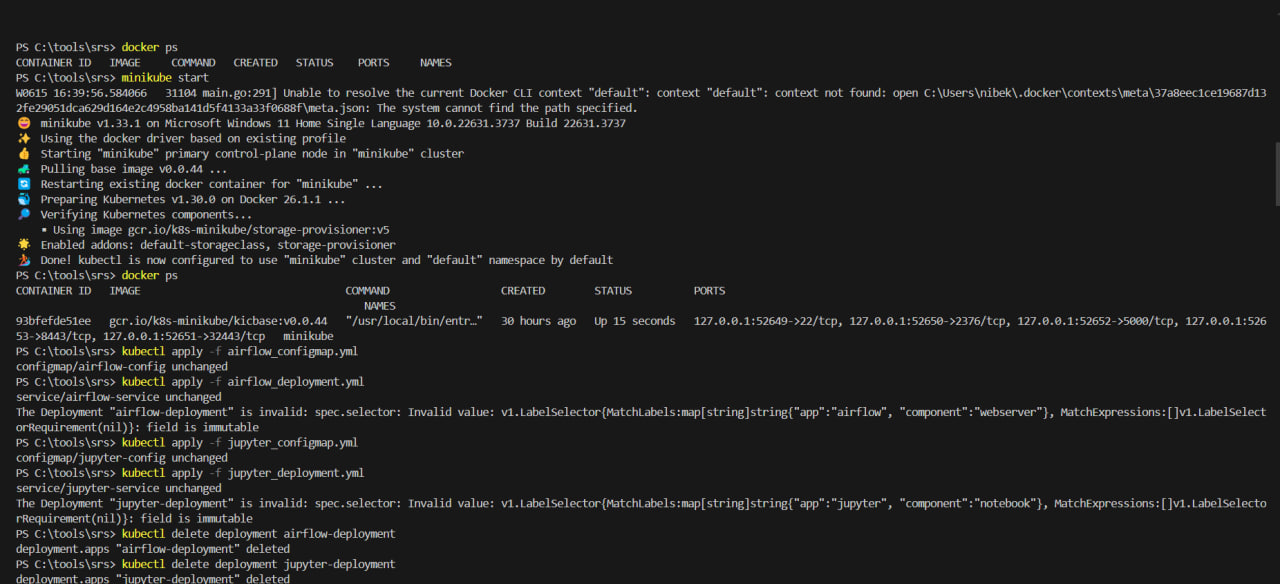 PS C:\tools\srs> docker ps
CONTAINER ID   IMAGE     COMMAND   CREATED   STATUS    PORTS     NAMES
PS C:\tools\srs> minikube start
W0615 16:39:56.584066   31104 main.go:291] Unable to resolve the current Docker CLI context "default": context "default": context not found: open C:\Users\nibek\.docker\contexts\meta\37a8eec1ce19687d13
2fe29051dca629d164e2c4958ba141d5f4133a33f0688f\meta.json: The system cannot find the path specified.
😄  minikube v1.33.1 on Microsoft Windows 11 Home Single Language 10.0.22631.3737 Build 22631.3737
✨  Using the docker driver based on existing profile
👍  Starting "minikube" primary control-plane node in "minikube" cluster
🚜  Pulling base image v0.0.44 ...
🔄  Restarting existing docker container for "minikube" ...
🐳  Preparing Kubernetes v1.30.0 on Docker 26.1.1 ...
🔎  Verifying Kubernetes components...
    ▪ Using image gcr.io/k8s-minikube/storage-provisioner:v5
🌟  Enabled addons: default-storageclass, storage-provisioner
🏄  Done! kubectl is now configured to use "minikube" cluster and "default" namespace by default
PS C:\tools\srs> docker ps
CONTAINER ID   IMAGE                                 COMMAND                  CREATED        STATUS          PORTS
                                                        NAMES
93bfefde51ee   gcr.io/k8s-minikube/kicbase:v0.0.44   "/usr/local/bin/entr…"   30 hours ago   Up 15 seconds   127.0.0.1:52649->22/tcp, 127.0.0.1:52650->2376/tcp, 127.0.0.1:52652->5000/tcp, 127.0.0.1:526
53->8443/tcp, 127.0.0.1:52651->32443/tcp   minikube
PS C:\tools\srs> kubectl apply -f airflow_configmap.yml
configmap/airflow-config unchanged
PS C:\tools\srs> kubectl apply -f airflow_deployment.yml
service/airflow-service unchanged
The Deployment "airflow-deployment" is invalid: spec.selector: Invalid value: v1.LabelSelector{MatchLabels:map[string]string{"app":"airflow", "component":"webserver"}, MatchExpressions:[]v1.LabelSelect
orRequirement(nil)}: field is immutable
PS C:\tools\srs> kubectl apply -f jupyter_configmap.yml
configmap/jupyter-config unchanged
PS C:\tools\srs> kubectl apply -f jupyter_deployment.yml
service/jupyter-service unchanged
The Deployment "jupyter-deployment" is invalid: spec.selector: Invalid value: v1.LabelSelector{MatchLabels:map[string]string{"app":"jupyter", "component":"notebook"}, MatchExpressions:[]v1.LabelSelecto
rRequirement(nil)}: field is immutable
PS C:\tools\srs> kubectl delete deployment airflow-deployment
deployment.apps "airflow-deployment" deleted
PS C:\tools\srs> kubectl delete deployment jupyter-deployment
deployment.apps "jupyter-deployment" deleted